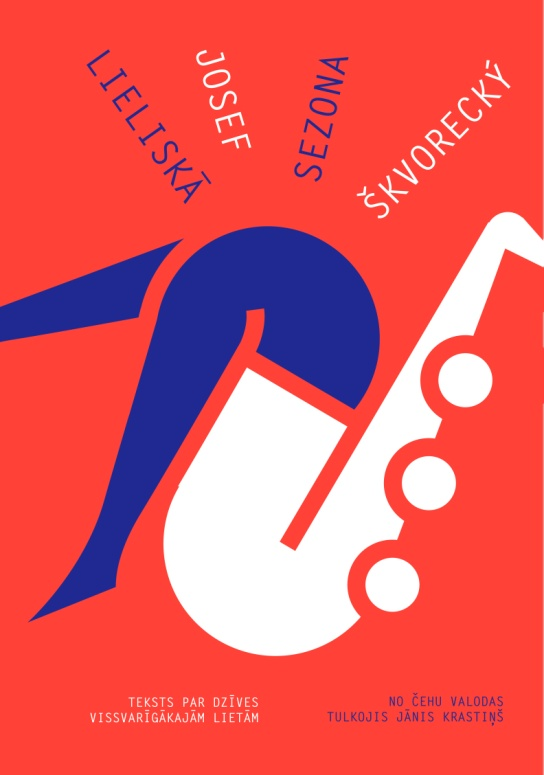 LIELISKĀ
JOSEF
SEZONA
ŠKVORECKÝ
TEKSTS PAR DZĪVES
VISSVARĪGĀKAJĀM LIETĀM
NO ČEHU VALODAS
TULKOJIS JĀNIS KRASTIŅŠ